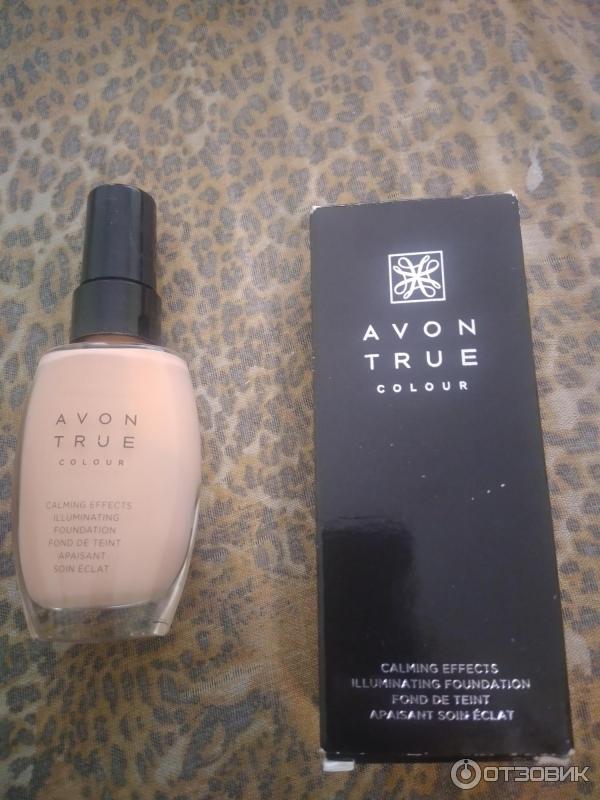 AVON
TRUE
COLOUR
CALMING EFFECTS
ILLUMINATING
FOUNDATION
FOND DE TEINT
APAISANT
SOIN ÉCLAT
AVON
TRUE
COLOUR
CALMING EFFECTS
ILLUMINATING FOUNDATION
FOND DE TEINT
APAISANT SOIN ÉCLAT
ОТЗОВИК